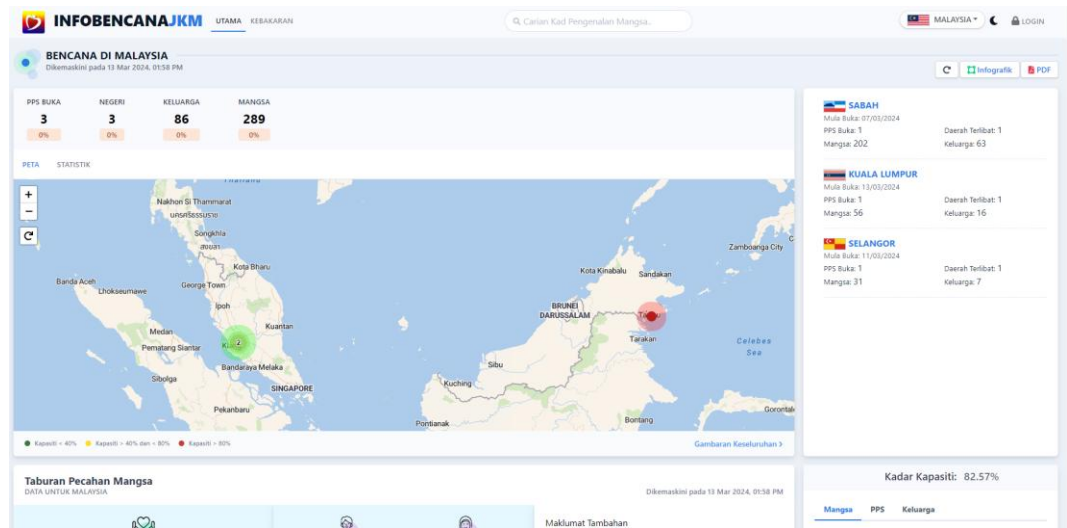 INFOBENCANAJKM UTAMA KEBAKARAN Carian Kad Pengenalan Mangsa.. MALAYSIA LOGIN
BENCANA DI MALAYSIA
Dikemaskini pada 13 Mar 2024, 01:58 PM
Infografik PDF
PPS BUKA NEGERI KELUARGA MANGSA
3 3 86 289
0% 0% 0% 0%
PETA STATISTIK
SABAH
Mula Buka: 07/03/2024
PPS Buka: 1 Daerah Terlibat: 1
Mangsa: 202 Keluarga: 63
KUALA LUMPUR
Mula Buka: 13/03/2024
PPS Buka: 1 Daerah Terlibat: 1
Mangsa: 56 Keluarga: 16
SELANGOR
Mula Buka: 11/03/2024
PPS Buka: 1 Daerah Terlibat: 1
Mangsa: 31 Keluarga: 7
+
−
Nakhon Si Thammarat
Songkhla
Zamboanga City
Kota Bharu
Kota Kinabalu
Sandakan
Banda Aceh
Lhokseumawe
George Town
Ipoh
BRUNEI
DARUSSALAM
Kuantan
Medan
2
Tarakan
Celebes
Sea
Pematang Siantar
Bandaraya Melaka
Sibu
Sibolga
SINGAPORE
Kuching
Pekanbaru
Pontianak
Bontang
Kapasiti < 40% Kapasiti > 40% dan < 80% Kapasiti > 80%
Gambaran Keseluruhan >
Taburan Pecahan Mangsa
DATA UNTUK MALAYSIA
Dikemaskini pada 13 Mar 2024, 01:58 PM
Maklumat Tambahan
Kadar Kapasiti: 82.57%
Mangsa PPS Keluarga